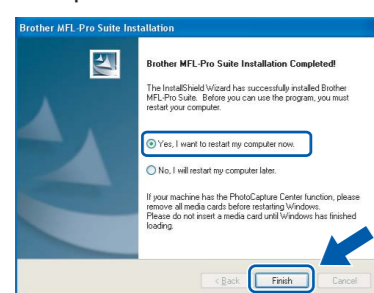 Brother MFL-Pro Suite Installation
Brother MFL-Pro Suite Installation Completed!
The InstallShield Wizard has successfully installed Brother
MFL-Pro Suite. Before you can use the program, you must
restart your computer.
Yes, I want to restart my computer now.
No, I will restart my computer later.
If your machine has the PhotoCapture Center function, please
remove all media cards before restarting Windows.
Please do not insert a media card until Windows has finished
loading.
< Back Finish Cancel